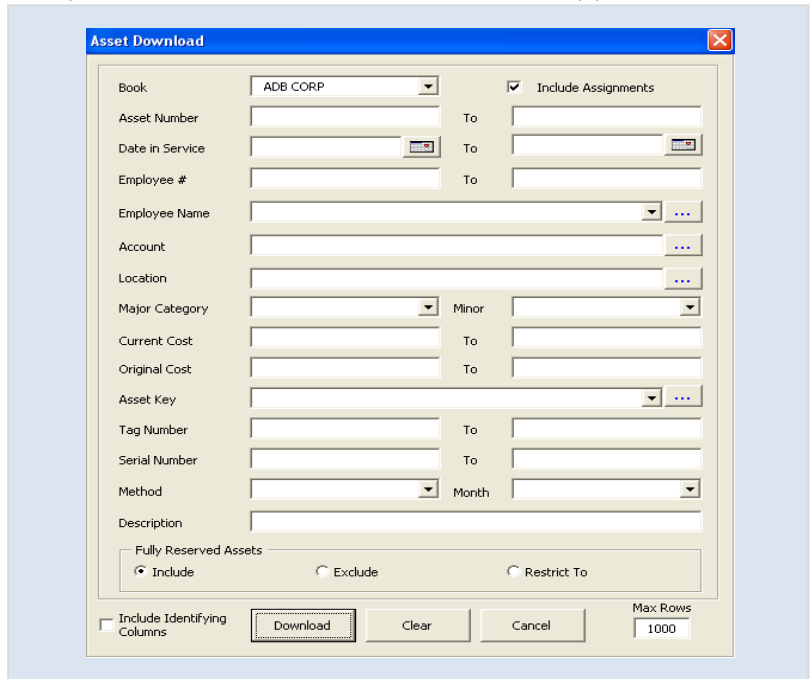 Asset Download
Book ADB CORP Include Assignments
Asset Number To
Date in Service To
Employee # To
Employee Name ...
Account ...
Location ...
Major Category Minor
Current Cost To
Original Cost To
Asset Key ...
Tag Number To
Serial Number To
Method Month
Description
Fully Reserved Assets
Include Exclude Restrict To
Max Rows
Include Identifying
Columns Download Clear Cancel 1000